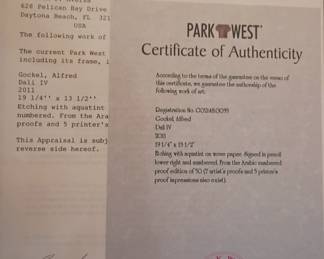 626 Pelican Bay Drive
Daytona Beach, FL 321
USA
The following work of
The current Park West
including its frame, i
Gockel, Alfred
Dali IV
2011
19 1/4'' x 13 1/2''
Etching with aquatint
numbered. From the Ara
proofs and 5 printer's
This Appraisal is subj
reverse side hereof.
PARK WEST
Certificate of Authenticity
According to the terms of the guarantee on the verso of
this certificate, we guarantee the authorship of the
following work of art:
Registration No.
Gockel, Alfred
Dali IV
2011
19 1/4" x 13 1/2"
Etching with aquatint on wove paper. Signed in pencil
lower right and numbered. From the Arabic numbered
proof edition of 50 (7 artist's proofs and 5 printer's
proof impressions also exist).